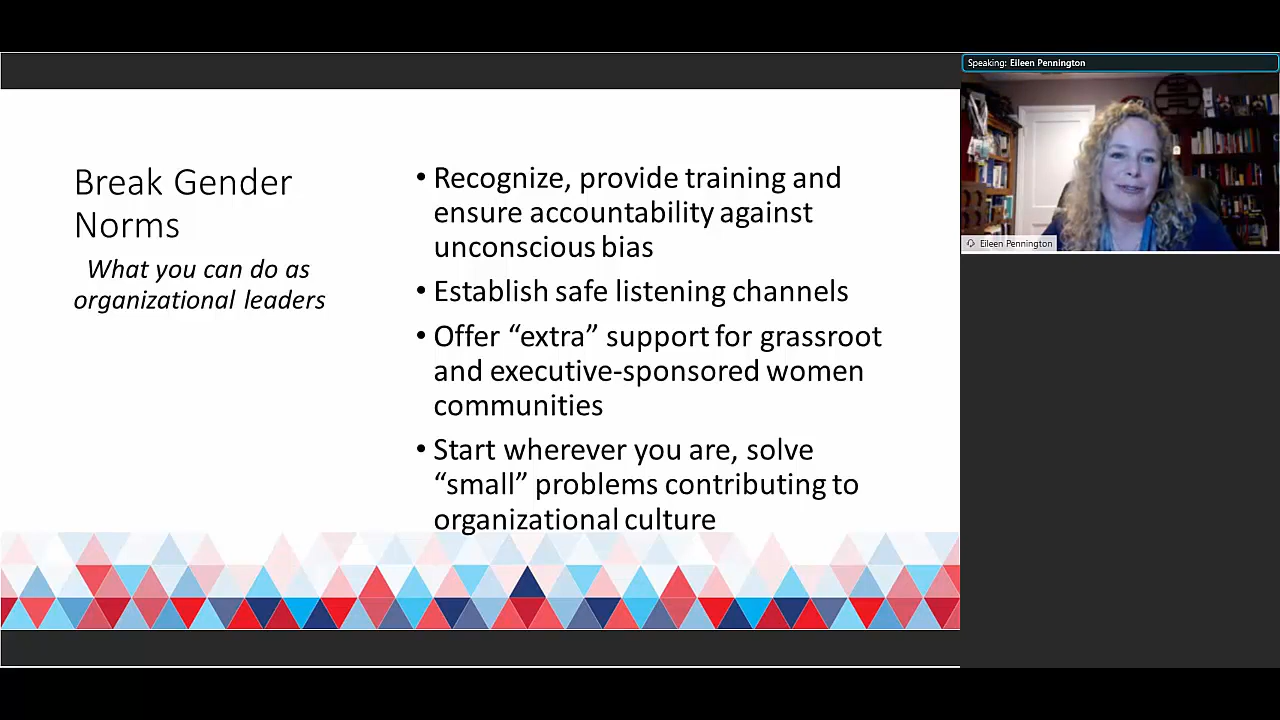 Speaking: Eileen Pennington
Break Gender
Norms
What you can do as
organizational leaders
• Recognize, provide training and
ensure accountability against
unconscious bias
• Establish safe listening channels
• Offer “extra” support for grassroot
and executive-sponsored women
communities
• Start wherever you are, solve
“small” problems contributing to
organizational culture
Eileen Pennington